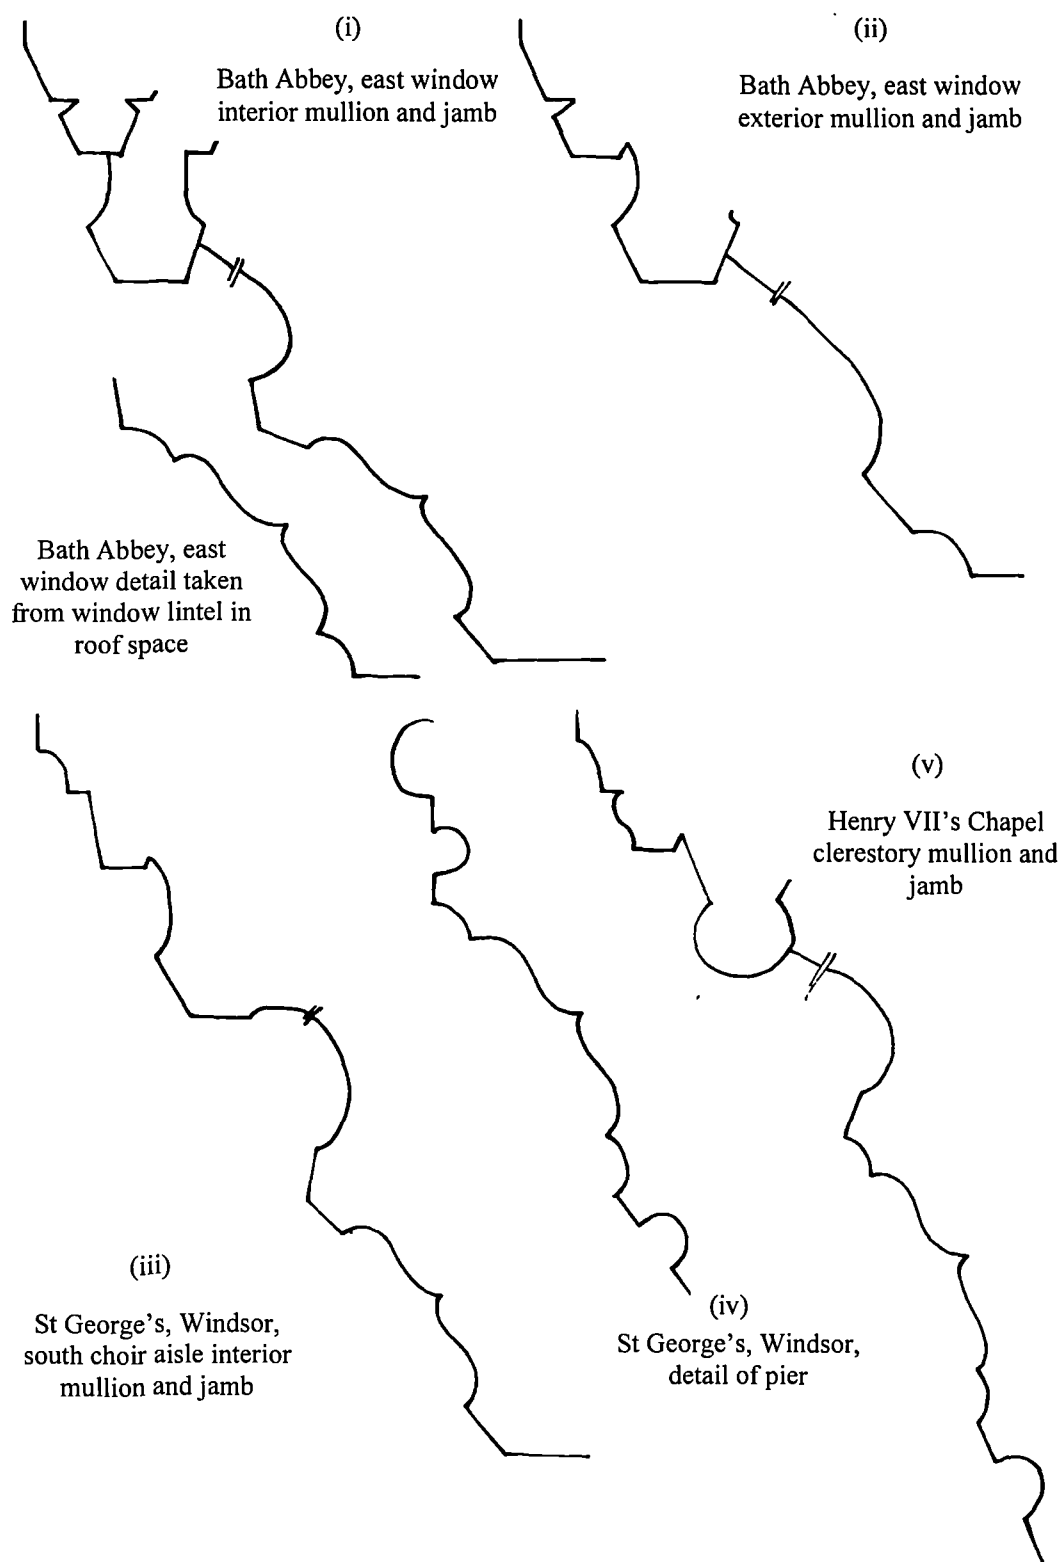 (i)
Bath Abbey, east window
interior mullion and jamb
(ii)
Bath Abbey, east window
exterior mullion and jamb
Bath Abbey, east
window detail taken
from window lintel in
roof space
(v)
Henry VII's Chapel
clerestory mullion and
jamb
(iii)
St George's, Windsor,
south choir aisle interior
mullion and jamb
(iv)
St George's, Windsor,
detail of pier